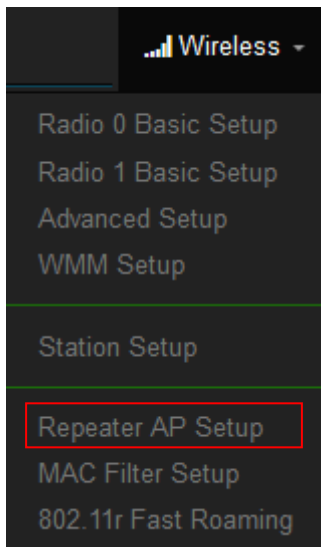 Wireless
Radio 0 Basic Setup
Radio 1 Basic Setup
Advanced Setup
WMM Setup
Station Setup
Repeater AP Setup
MAC Filter Setup
802.11r Fast Roaming